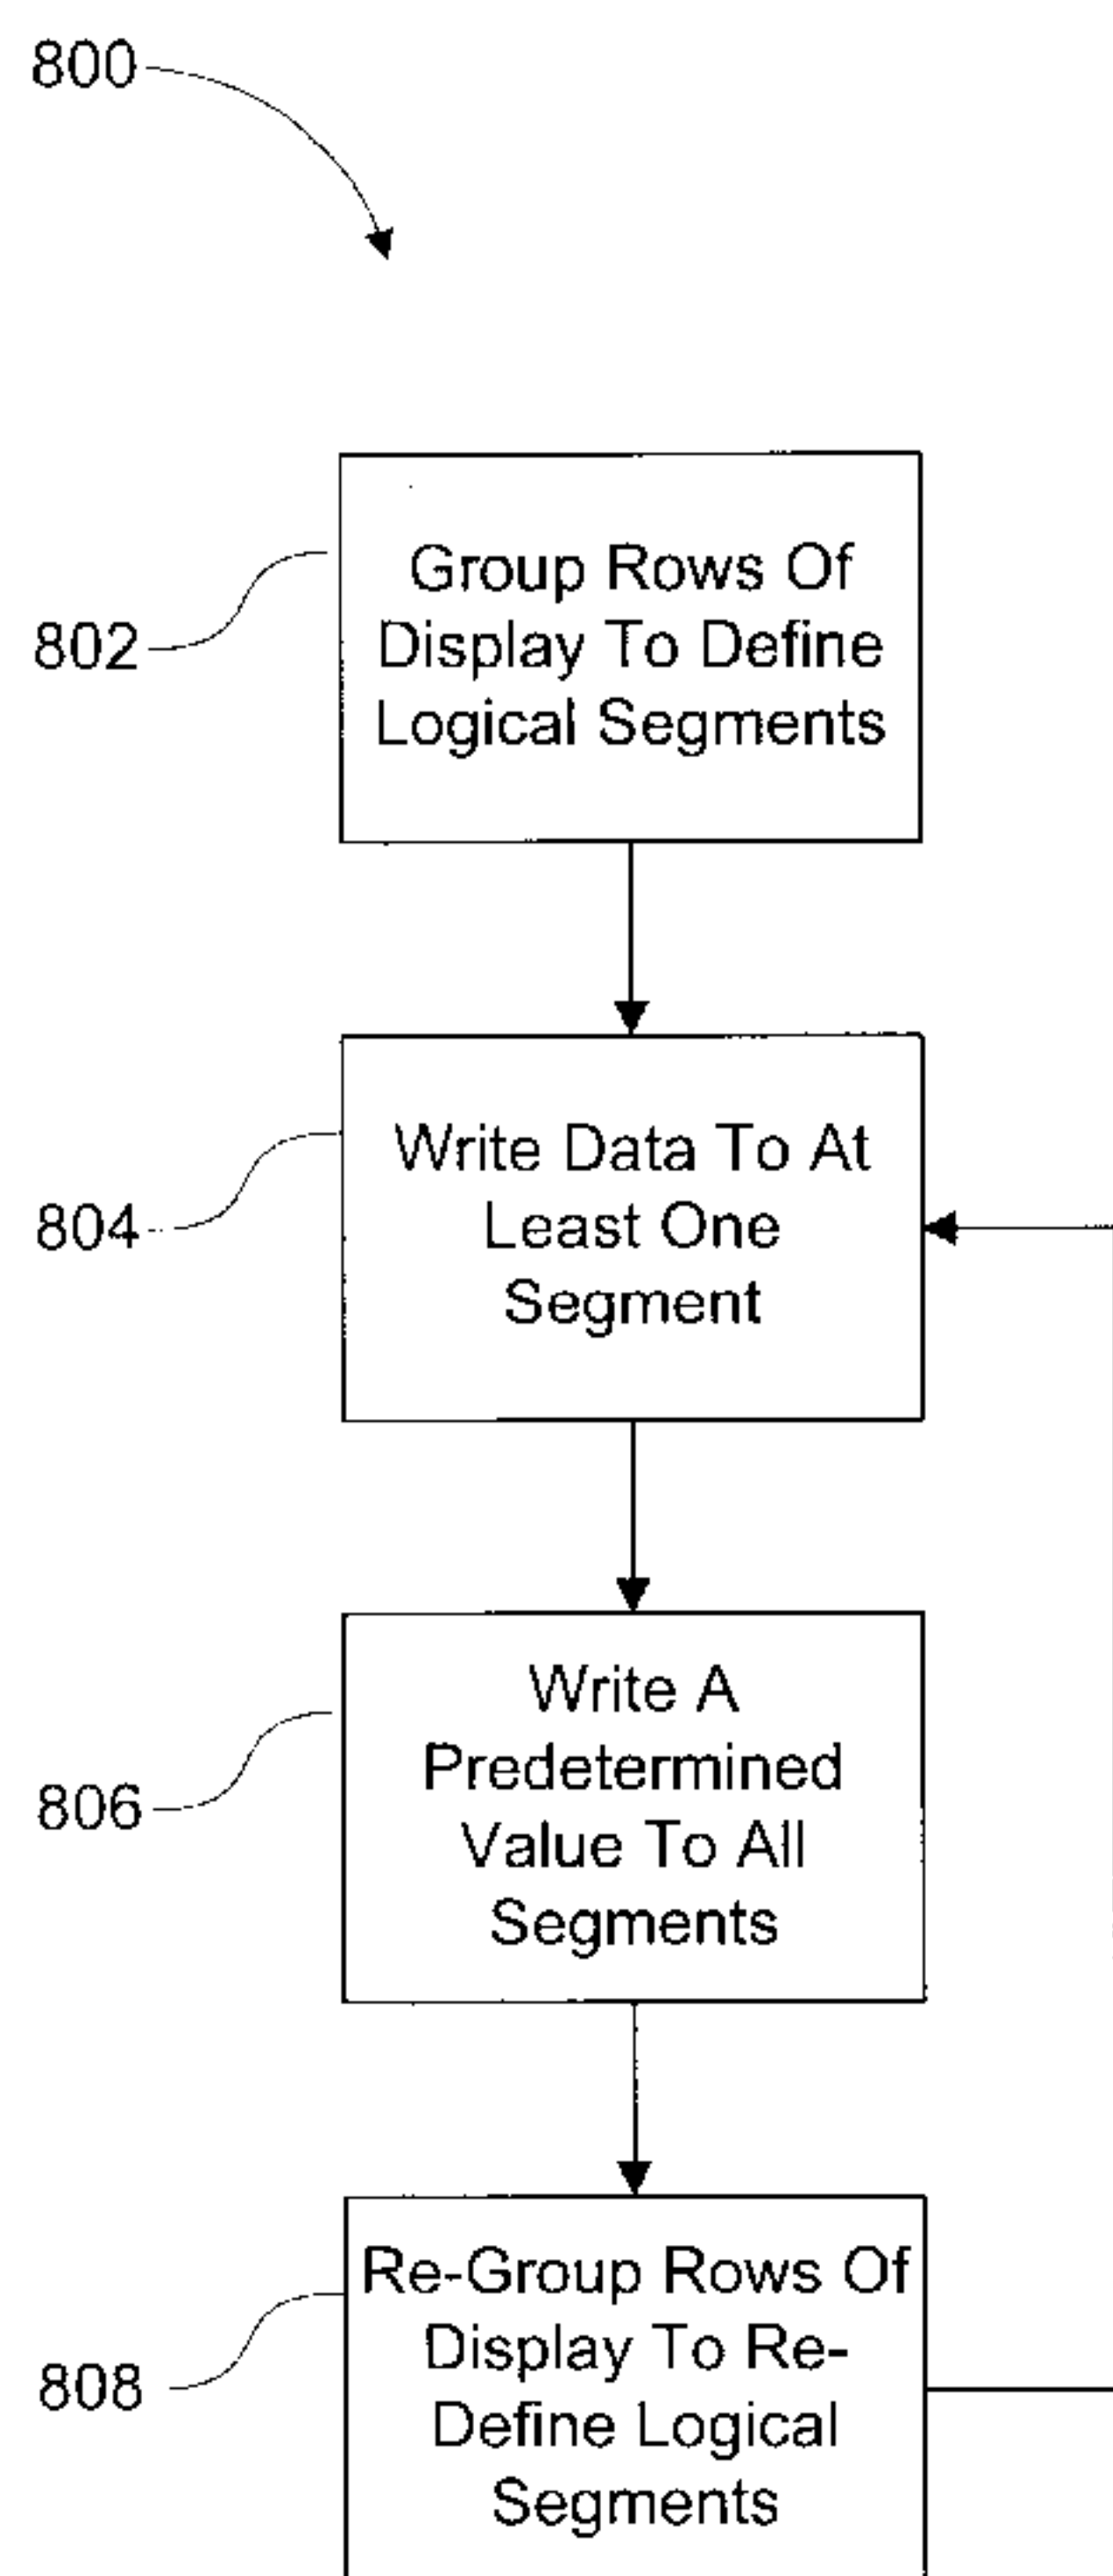 800
802
Group Rows Of
Display To Define
Logical Segments
804
Write Data To At
Least One
Segment
806
Write A
Predetermined
Value To All
Segments
808
Re-Group Rows Of
Display To Re-
Define Logical
Segments